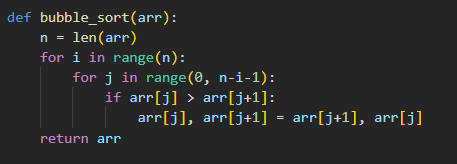 def bubble_sort(arr):
    n = len(arr)
    for i in range(n):
        for j in range(0, n-i-1):
            if arr[j] > arr[j+1]:
                arr[j], arr[j+1] = arr[j+1], arr[j]
    return arr